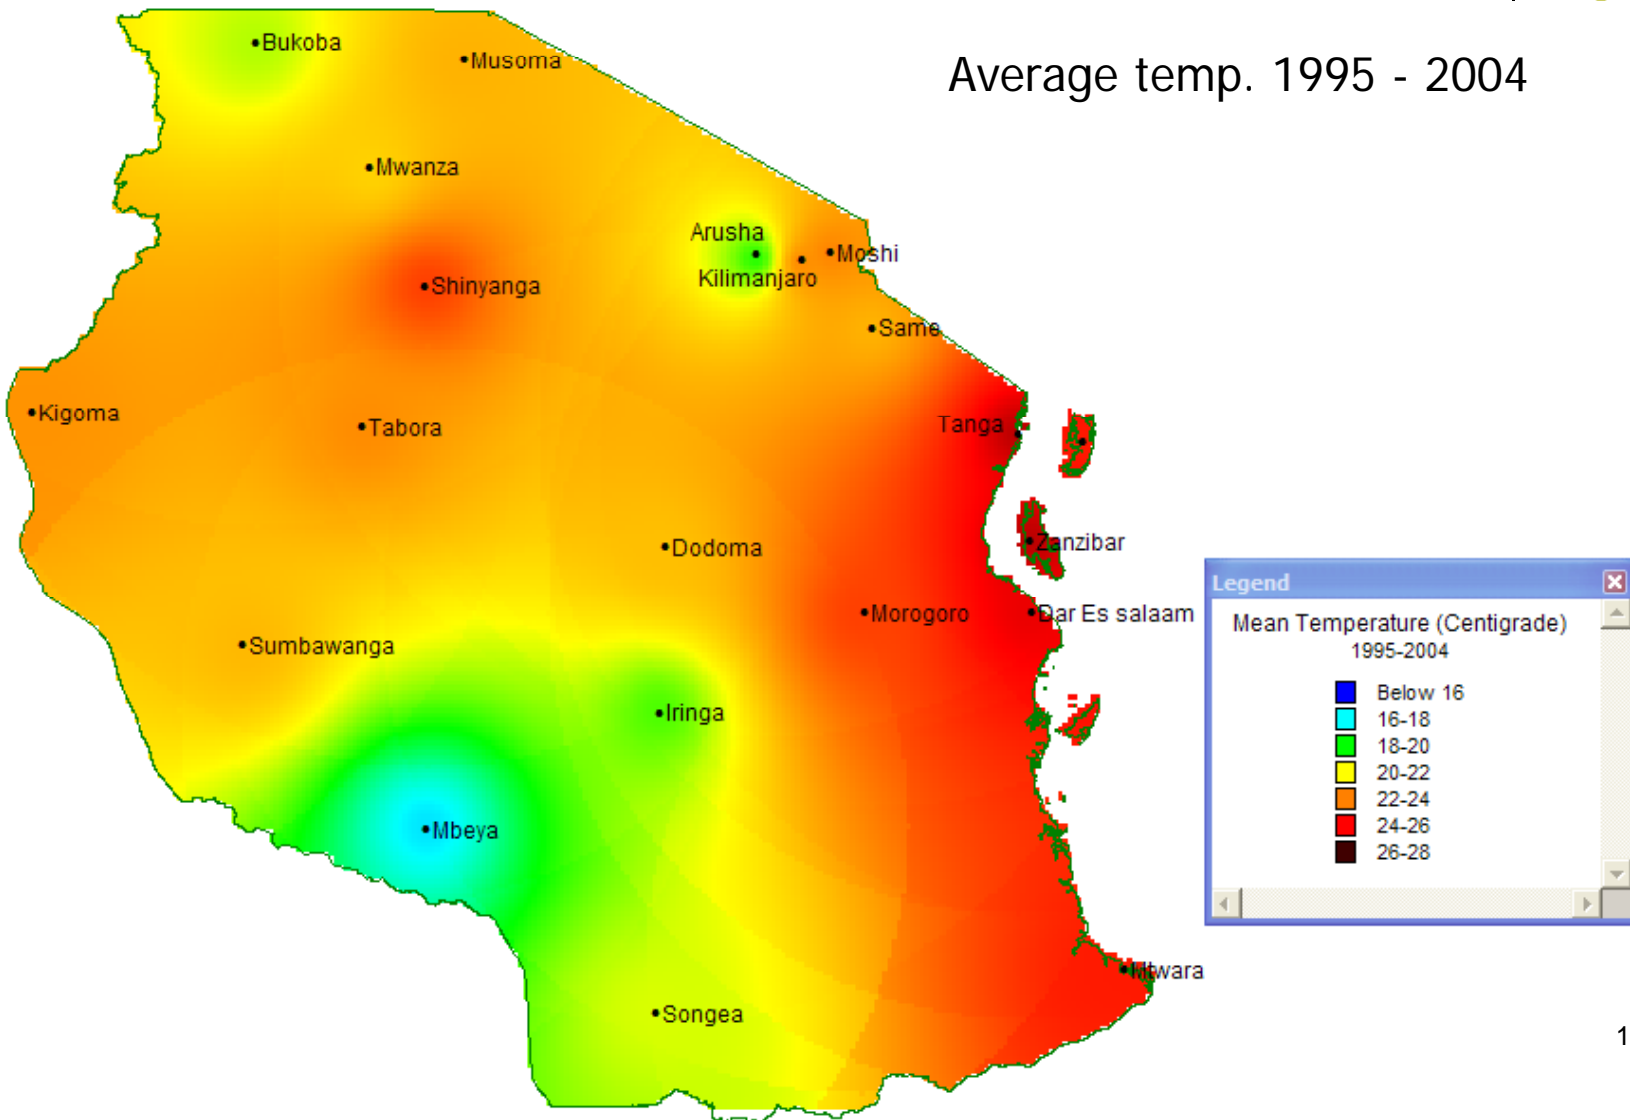 Average temp. 1995 - 2004
Bukoba
Musoma
Mwanza
Arusha
Moshi
Kilimanjaro
Shinyanga
Same
Kigoma
Tabora
Tanga
Zanzibar
Dodoma
Morogoro
Dar Es salaam
Sumbawanga
Iringa
Mbeya
Mtwara
Songea
Legend
Mean Temperature (Centigrade)
1995-2004
Below 16
16-18
18-20
20-22
22-24
24-26
26-28
1